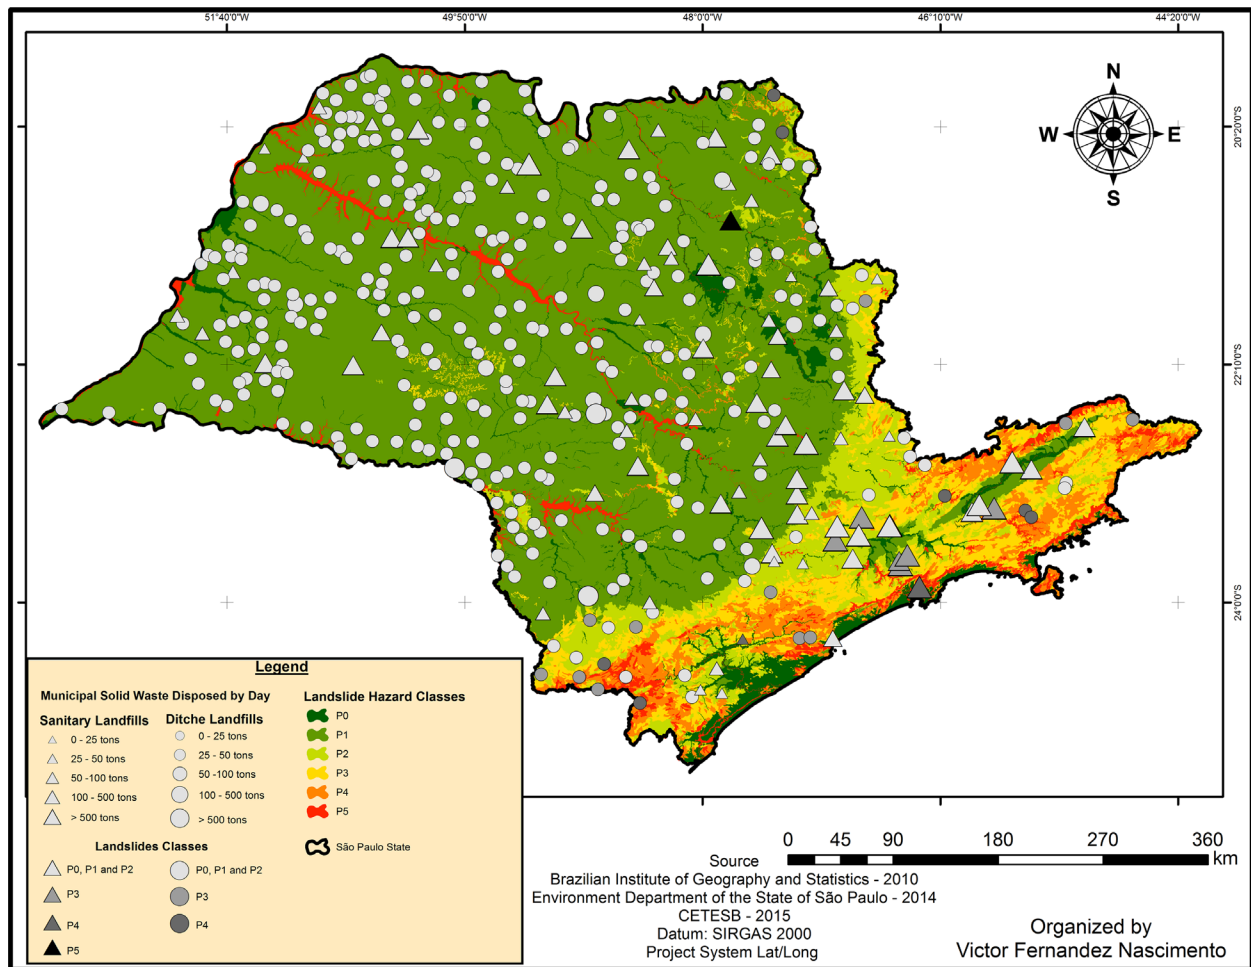 51°40'0"W 49°50'0"W 48°0'0"W 46°10'0"W 44°20'0"W
N
W E
S
20°20'0"S
22°10'0"S
24°0'0"S
Legend
Municipal Solid Waste Disposed by Day
Sanitary Landfills
0 - 25 tons
25 - 50 tons
50 -100 tons
100 - 500 tons
> 500 tons
Ditche Landfills
0 - 25 tons
25 - 50 tons
50 -100 tons
100 - 500 tons
> 500 tons
Landslides Classes
P0, P1 and P2
P3
P4
P5
P0, P1 and P2
P3
P4
Landslide Hazard Classes
P0
P1
P2
P3
P4
P5
São Paulo State
0 45 90 180 270 360
km
Source
Brazilian Institute of Geography and Statistics - 2010
Environment Department of the State of São Paulo - 2014
CETESB - 2015
Datum: SIRGAS 2000
Project System Lat/Long
Organized by
Victor Fernandez Nascimento